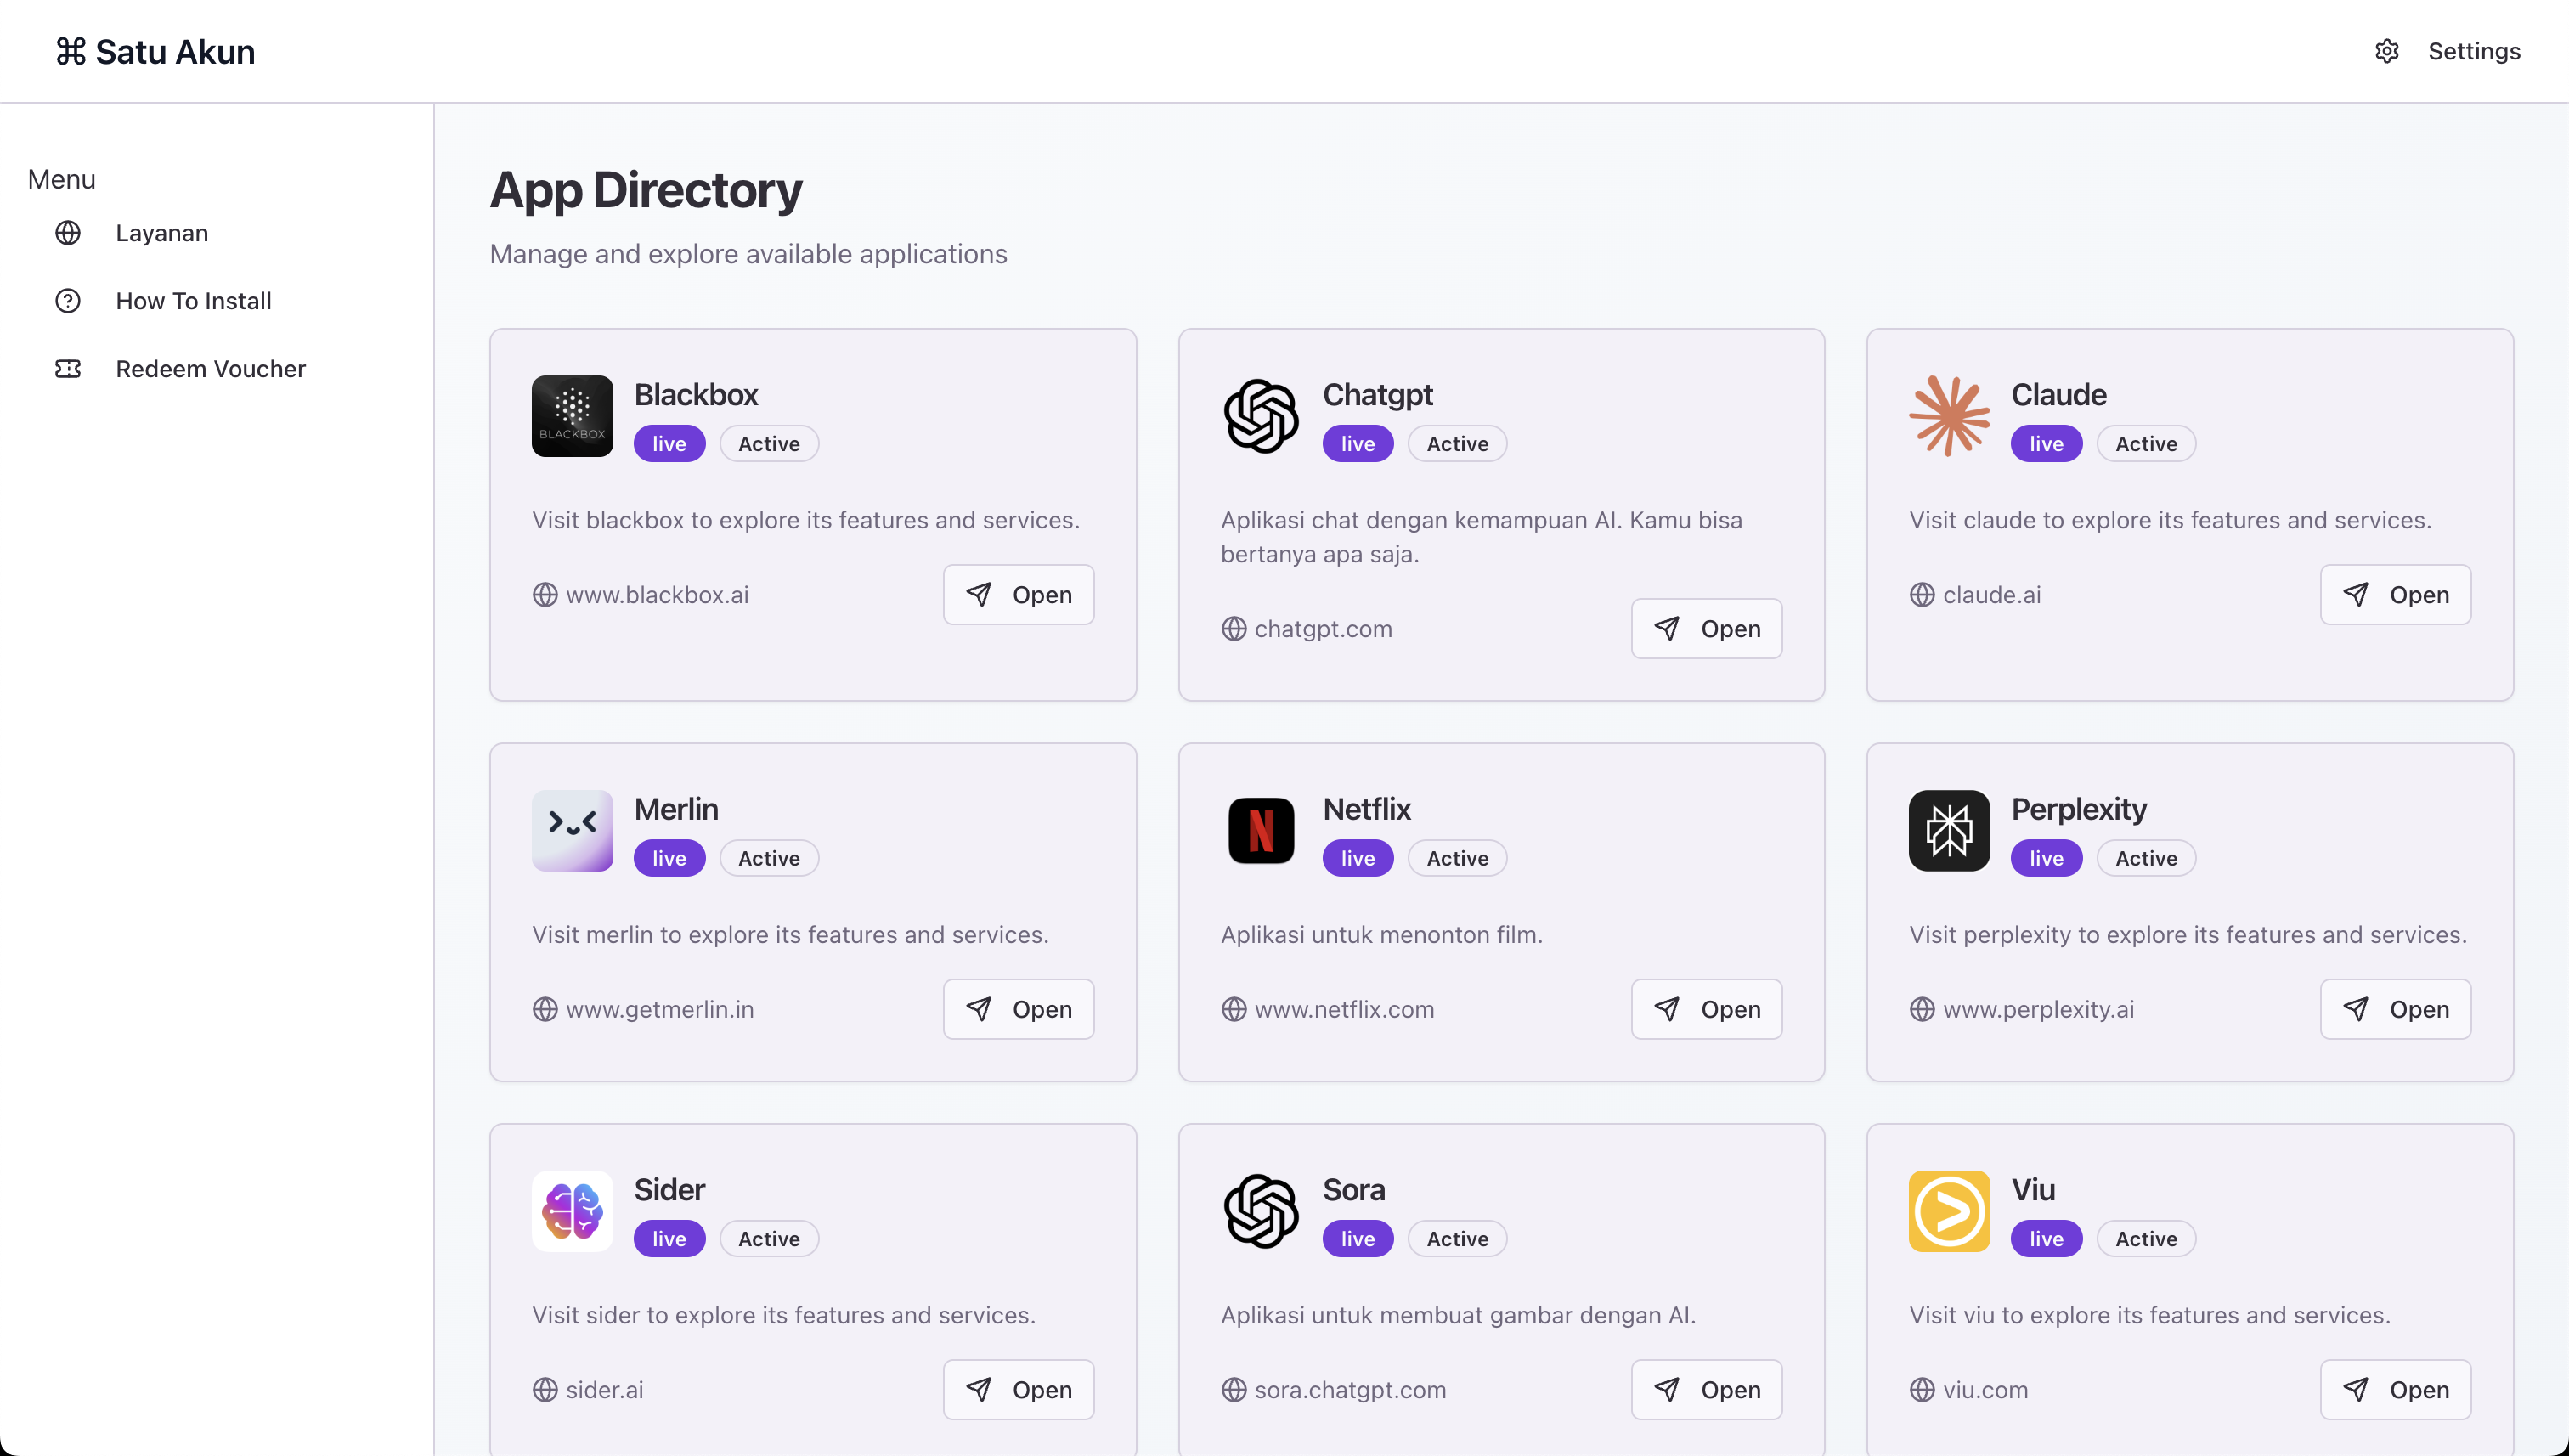 ⌘ Satu Akun
Settings
Menu
Layanan
How To Install
Redeem Voucher
App Directory
Manage and explore available applications
BLACKBOX
Blackbox
live
Active
Visit blackbox to explore its features and services.
www.blackbox.ai
Open
Chatgpt
live
Active
Aplikasi chat dengan kemampuan AI. Kamu bisa
bertanya apa saja.
chatgpt.com
Open
Claude
live
Active
Visit claude to explore its features and services.
claude.ai
Open
Merlin
live
Active
Visit merlin to explore its features and services.
www.getmerlin.in
Open
N
Netflix
live
Active
Aplikasi untuk menonton film.
www.netflix.com
Open
Perplexity
live
Active
Visit perplexity to explore its features and services.
www.perplexity.ai
Open
Sider
live
Active
Visit sider to explore its features and services.
sider.ai
Open
Sora
live
Active
Aplikasi untuk membuat gambar dengan AI.
sora.chatgpt.com
Open
Viu
live
Active
Visit viu to explore its features and services.
viu.com
Open